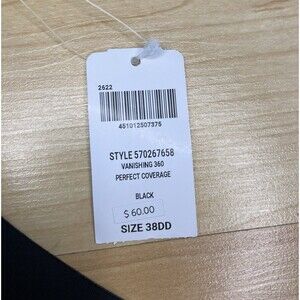 2622
451012507375
STYLE 570267658
VANISHING 360
PERFECT COVERAGE
BLACK
$ 60.00
SIZE 38DD